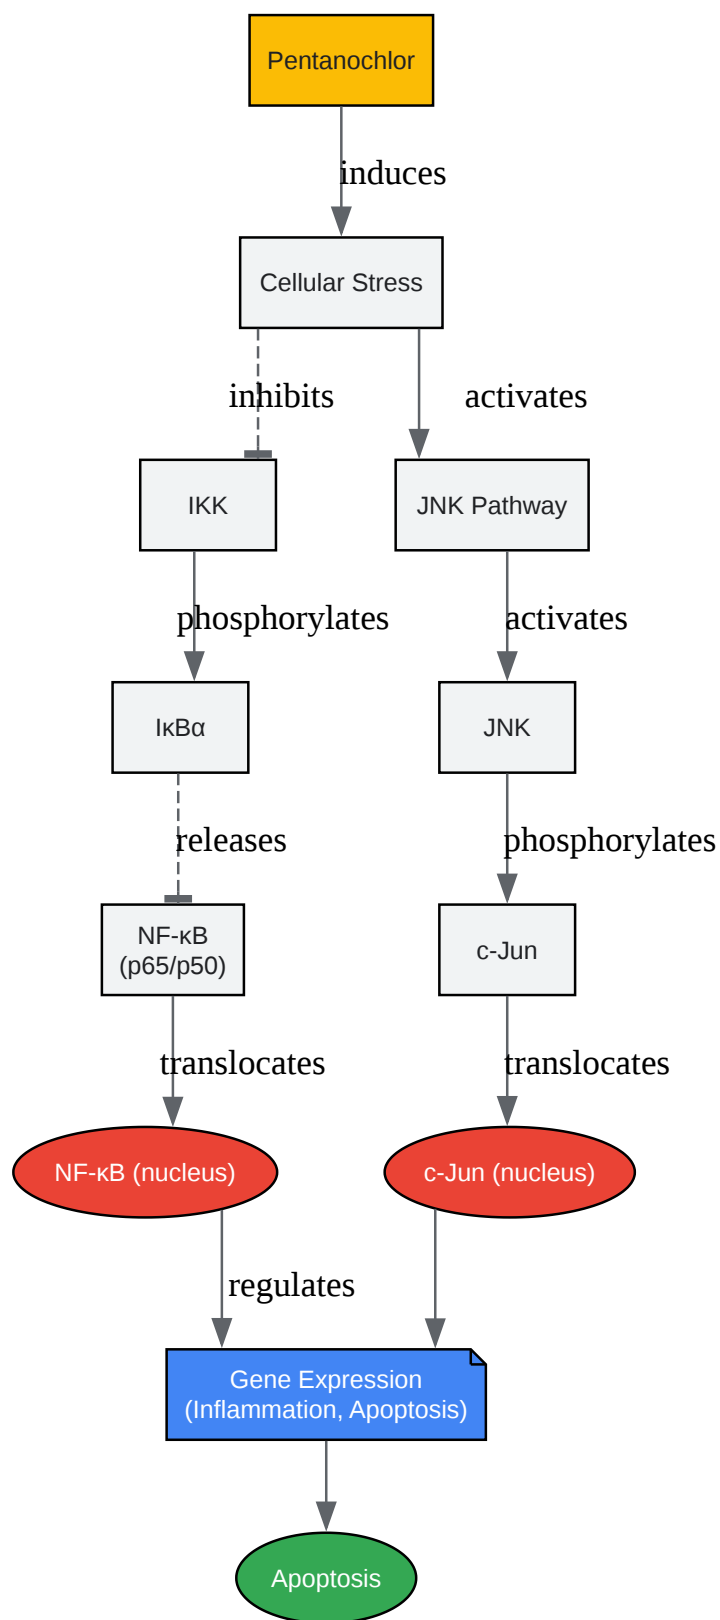 Pentanochlor
induces
Cellular Stress
inhibits
activates
IKK
JNK Pathway
phosphorylates
activates
IκBα
JNK
releases
phosphorylates
NF-κB
(p65/p50)
c-Jun
translocates
translocates
NF-κB (nucleus)
c-Jun (nucleus)
regulates
Gene Expression
(Inflammation, Apoptosis)
Apoptosis